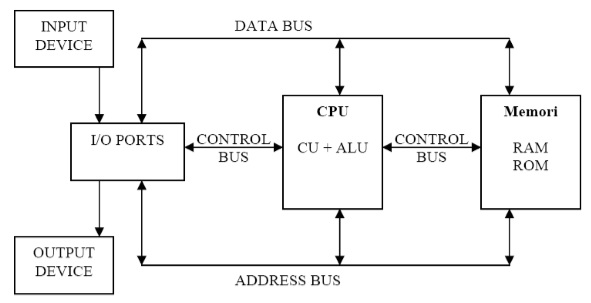 INPUT
DEVICE
DATA BUS
I/O PORTS
CONTROL
BUS
CPU
CU + ALU
CONTROL
BUS
Memori
RAM
ROM
OUTPUT
DEVICE
ADDRESS BUS